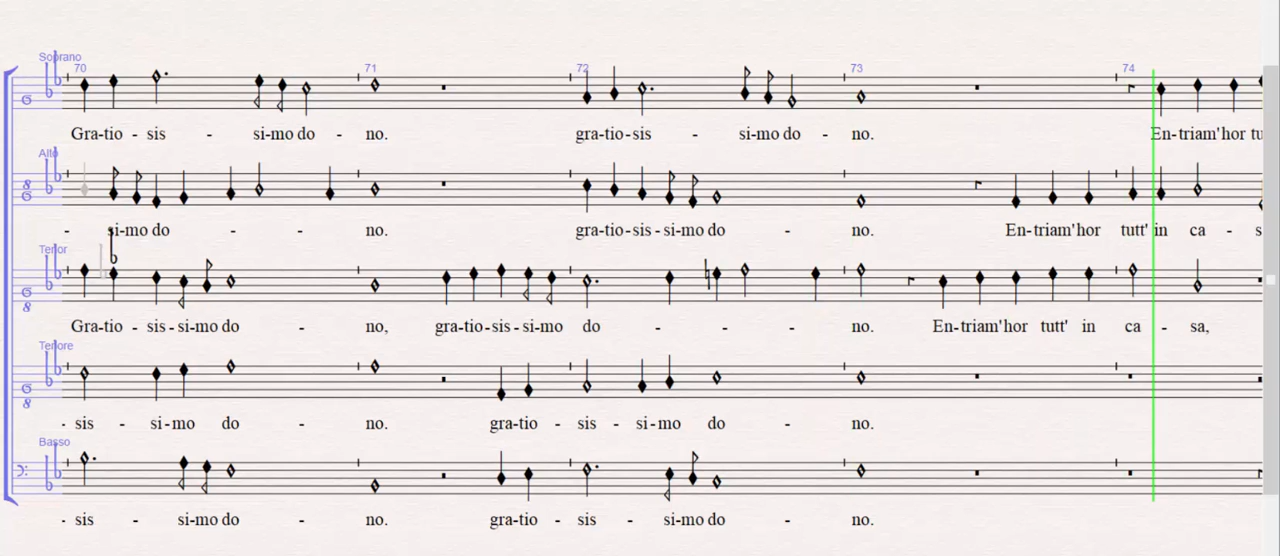 Soprano
70 71 72 73 74
Gra-tio - sis - si-mo do - no. gra-tio-sis - si-mo do - no. En-triam'hor tu
Alto
- si-mo do - - no. gra-tio-sis-si-mo do - no. En-triam'hor tutt' in ca - s
Tenor
Gra-tio - sis-si-mo do - no, gra-tio-sis-si-mo do - - - no. En-triam'hor tutt' in ca - sa,
Tenore
- sis - si-mo do - no. gra-tio - sis - si-mo do - no.
Basso
- sis - si-mo do - no. gra-tio - sis - si-mo do - no.